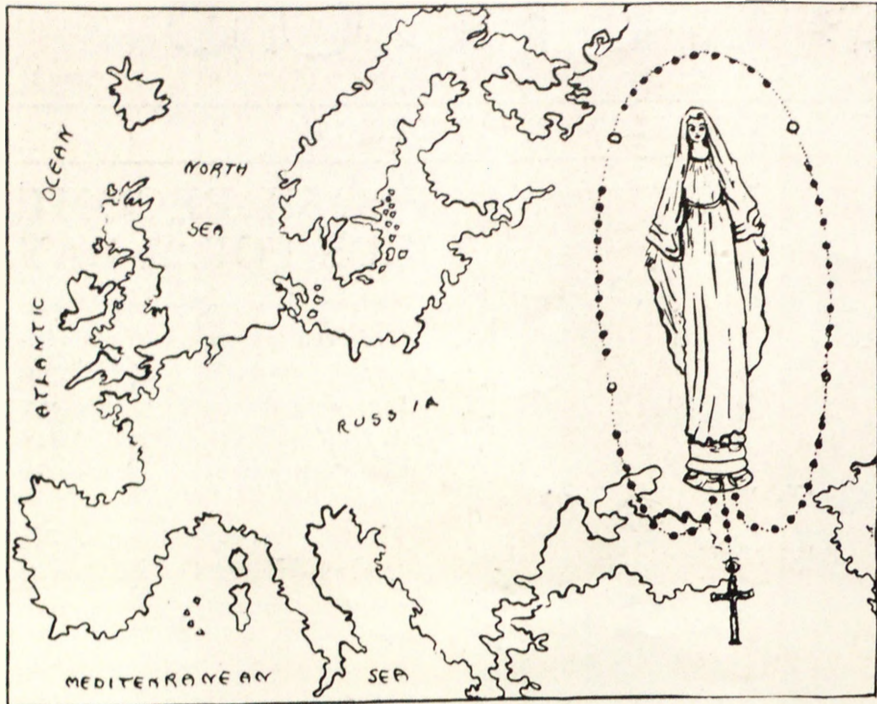 OCEAN
NORTH
SEA
ATLANTIC
RUSSIA
MEDITERRANEAN SEA